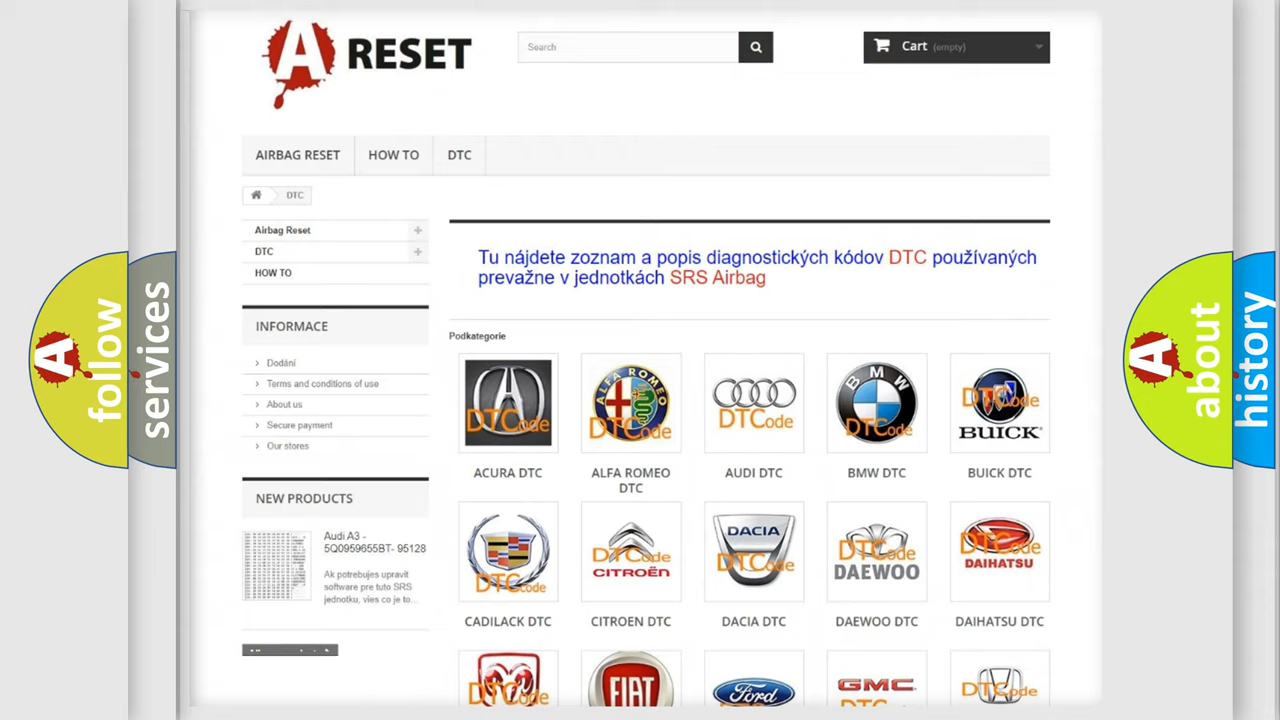 A RESET
Search
Cart (empty)
AIRBAG RESET
HOW TO
DTC
DTC
Airbag Reset
DTC
HOW TO
Tu nájdete zoznam a popis diagnostických kódov DTC používaných
prevažne v jednotkách SRS Airbag
INFORMACE
Dodání
Terms and conditions of use
About us
Secure payment
Our stores
NEW PRODUCTS
Audi A3 -
5Q0959655BT- 95128
Ak potrebujes upravit
software pre tuto SRS
jednotku, vies co je to...
Podkategorie
DTCode
ALFA ROMEO
DTCode
DTCode
BMW
DTCode
DTCode
BUICK
ACURA DTC
ALFA ROMEO
DTC
AUDI DTC
BMW DTC
BUICK DTC
DTCode
DTCode
CITROËN
DACIA
DTCode
DTCode
DAEWOO
DTCode
DAIHATSU
CADILACK DTC
CITROEN DTC
DACIA DTC
DAEWOO DTC
DAIHATSU DTC
DTCode
FIAT
Ford
GMC
DTCode
A follow
services
A about
history